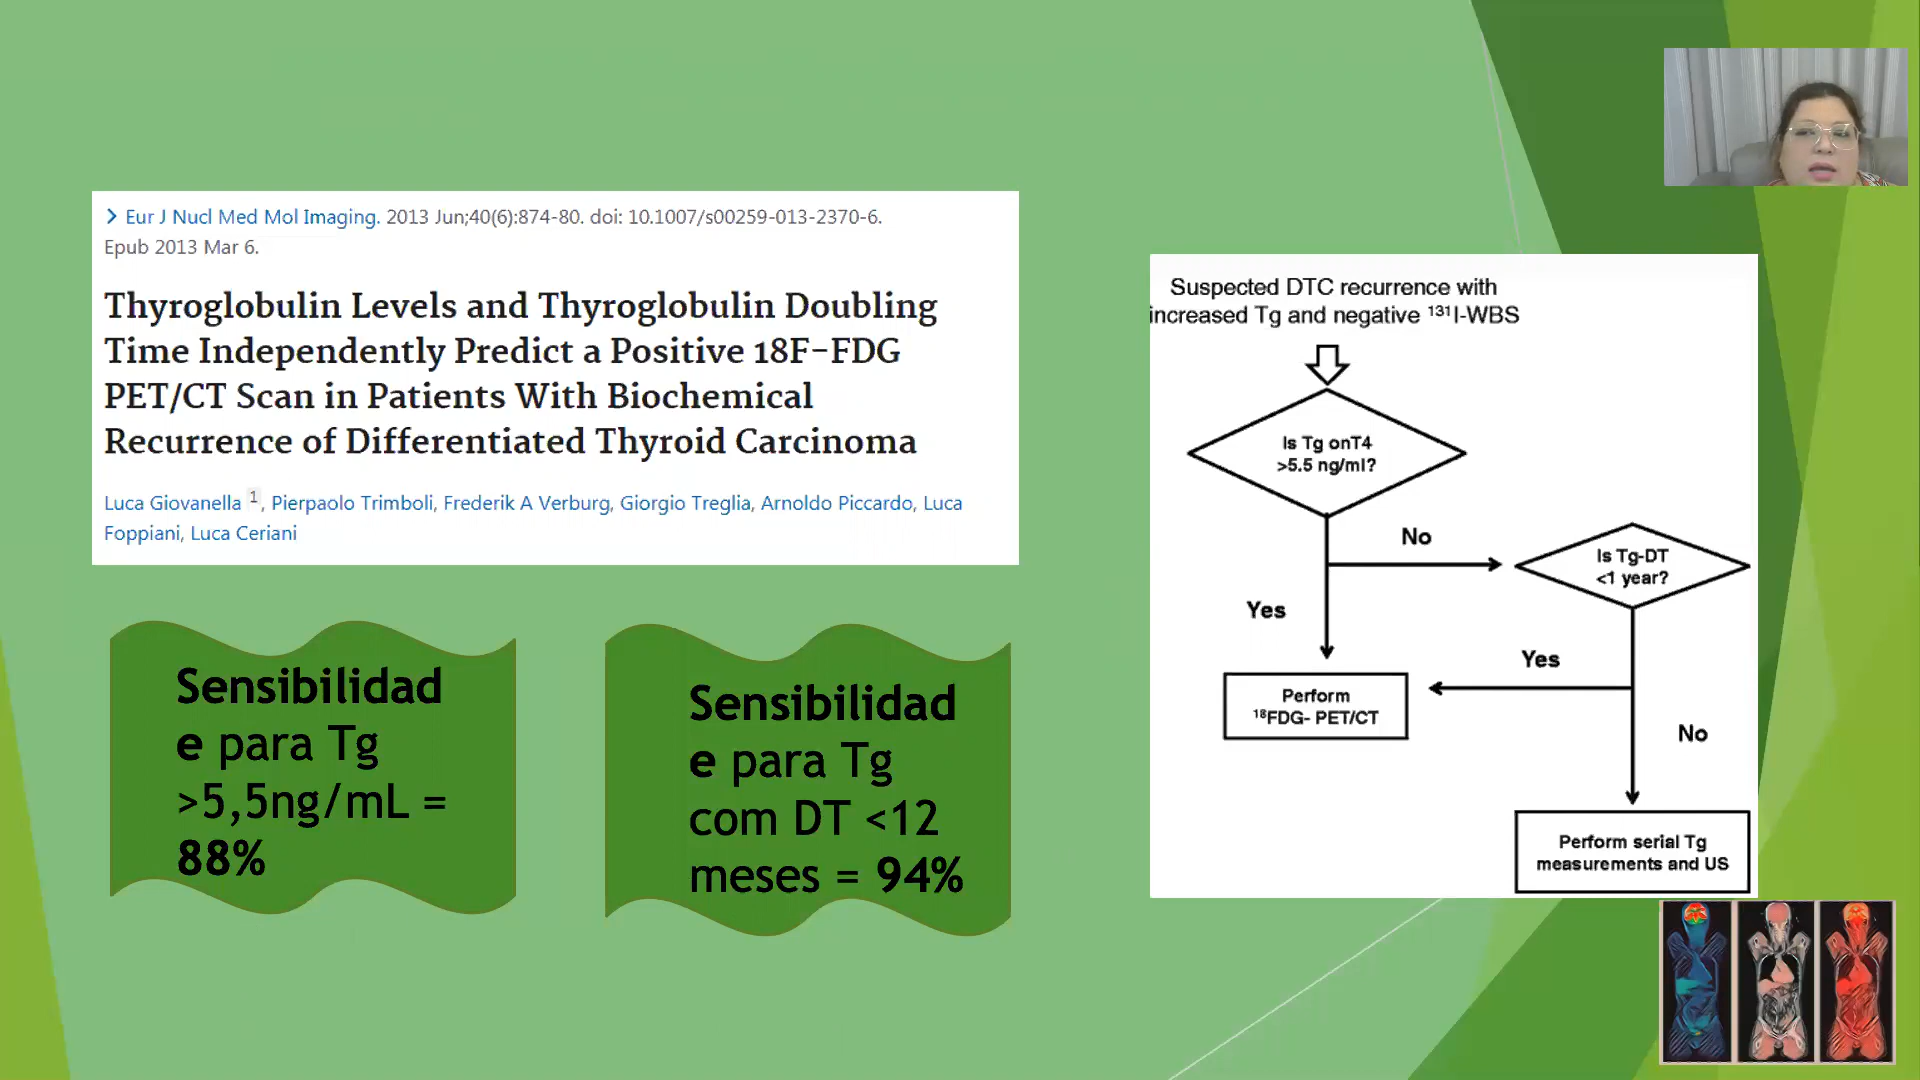 > Eur J Nucl Med Mol Imaging. 2013 Jun;40(6):874-80. doi: 10.1007/s00259-013-2370-6.
Epub 2013 Mar 6.
Thyroglobulin Levels and Thyroglobulin Doubling
Time Independently Predict a Positive 18F-FDG
PET/CT Scan in Patients With Biochemical
Recurrence of Differentiated Thyroid Carcinoma
Luca Giovanella 1, Pierpaolo Trimboli, Frederik A Verburg, Giorgio Treglia, Arnoldo Piccardo, Luca
Foppiani, Luca Ceriani
Sensibilidad
e para Tg
>5,5ng/mL =
88%
Sensibilidad
e para Tg
com DT <12
meses = 94%
Suspected DTC recurrence with
increased Tg and negative ¹³¹I-WBS
Is Tg onT4
>5.5 ng/ml?
No
Is Tg-DT
<1 year?
Yes
Yes
Perform
¹⁸FDG- PET/CT
No
Perform serial Tg
measurements and US